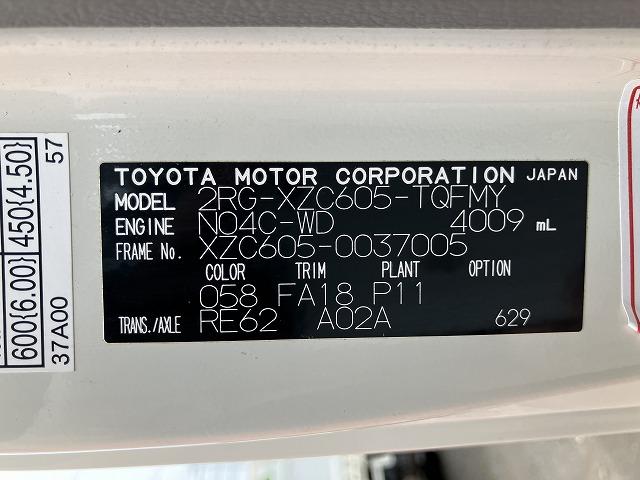 TOYOTA MOTOR CORPORATION JAPAN
MODEL 2RG-XZC605-TQFMY
ENGINE N04C-WD 4009 mL
FRAME No. XZC605-0037005
COLOR TRIM PLANT OPTION
058 FA18 P11
TRANS./AXLE RE62 A02A 629
600{6.00} 450{4.50}
37A00 57